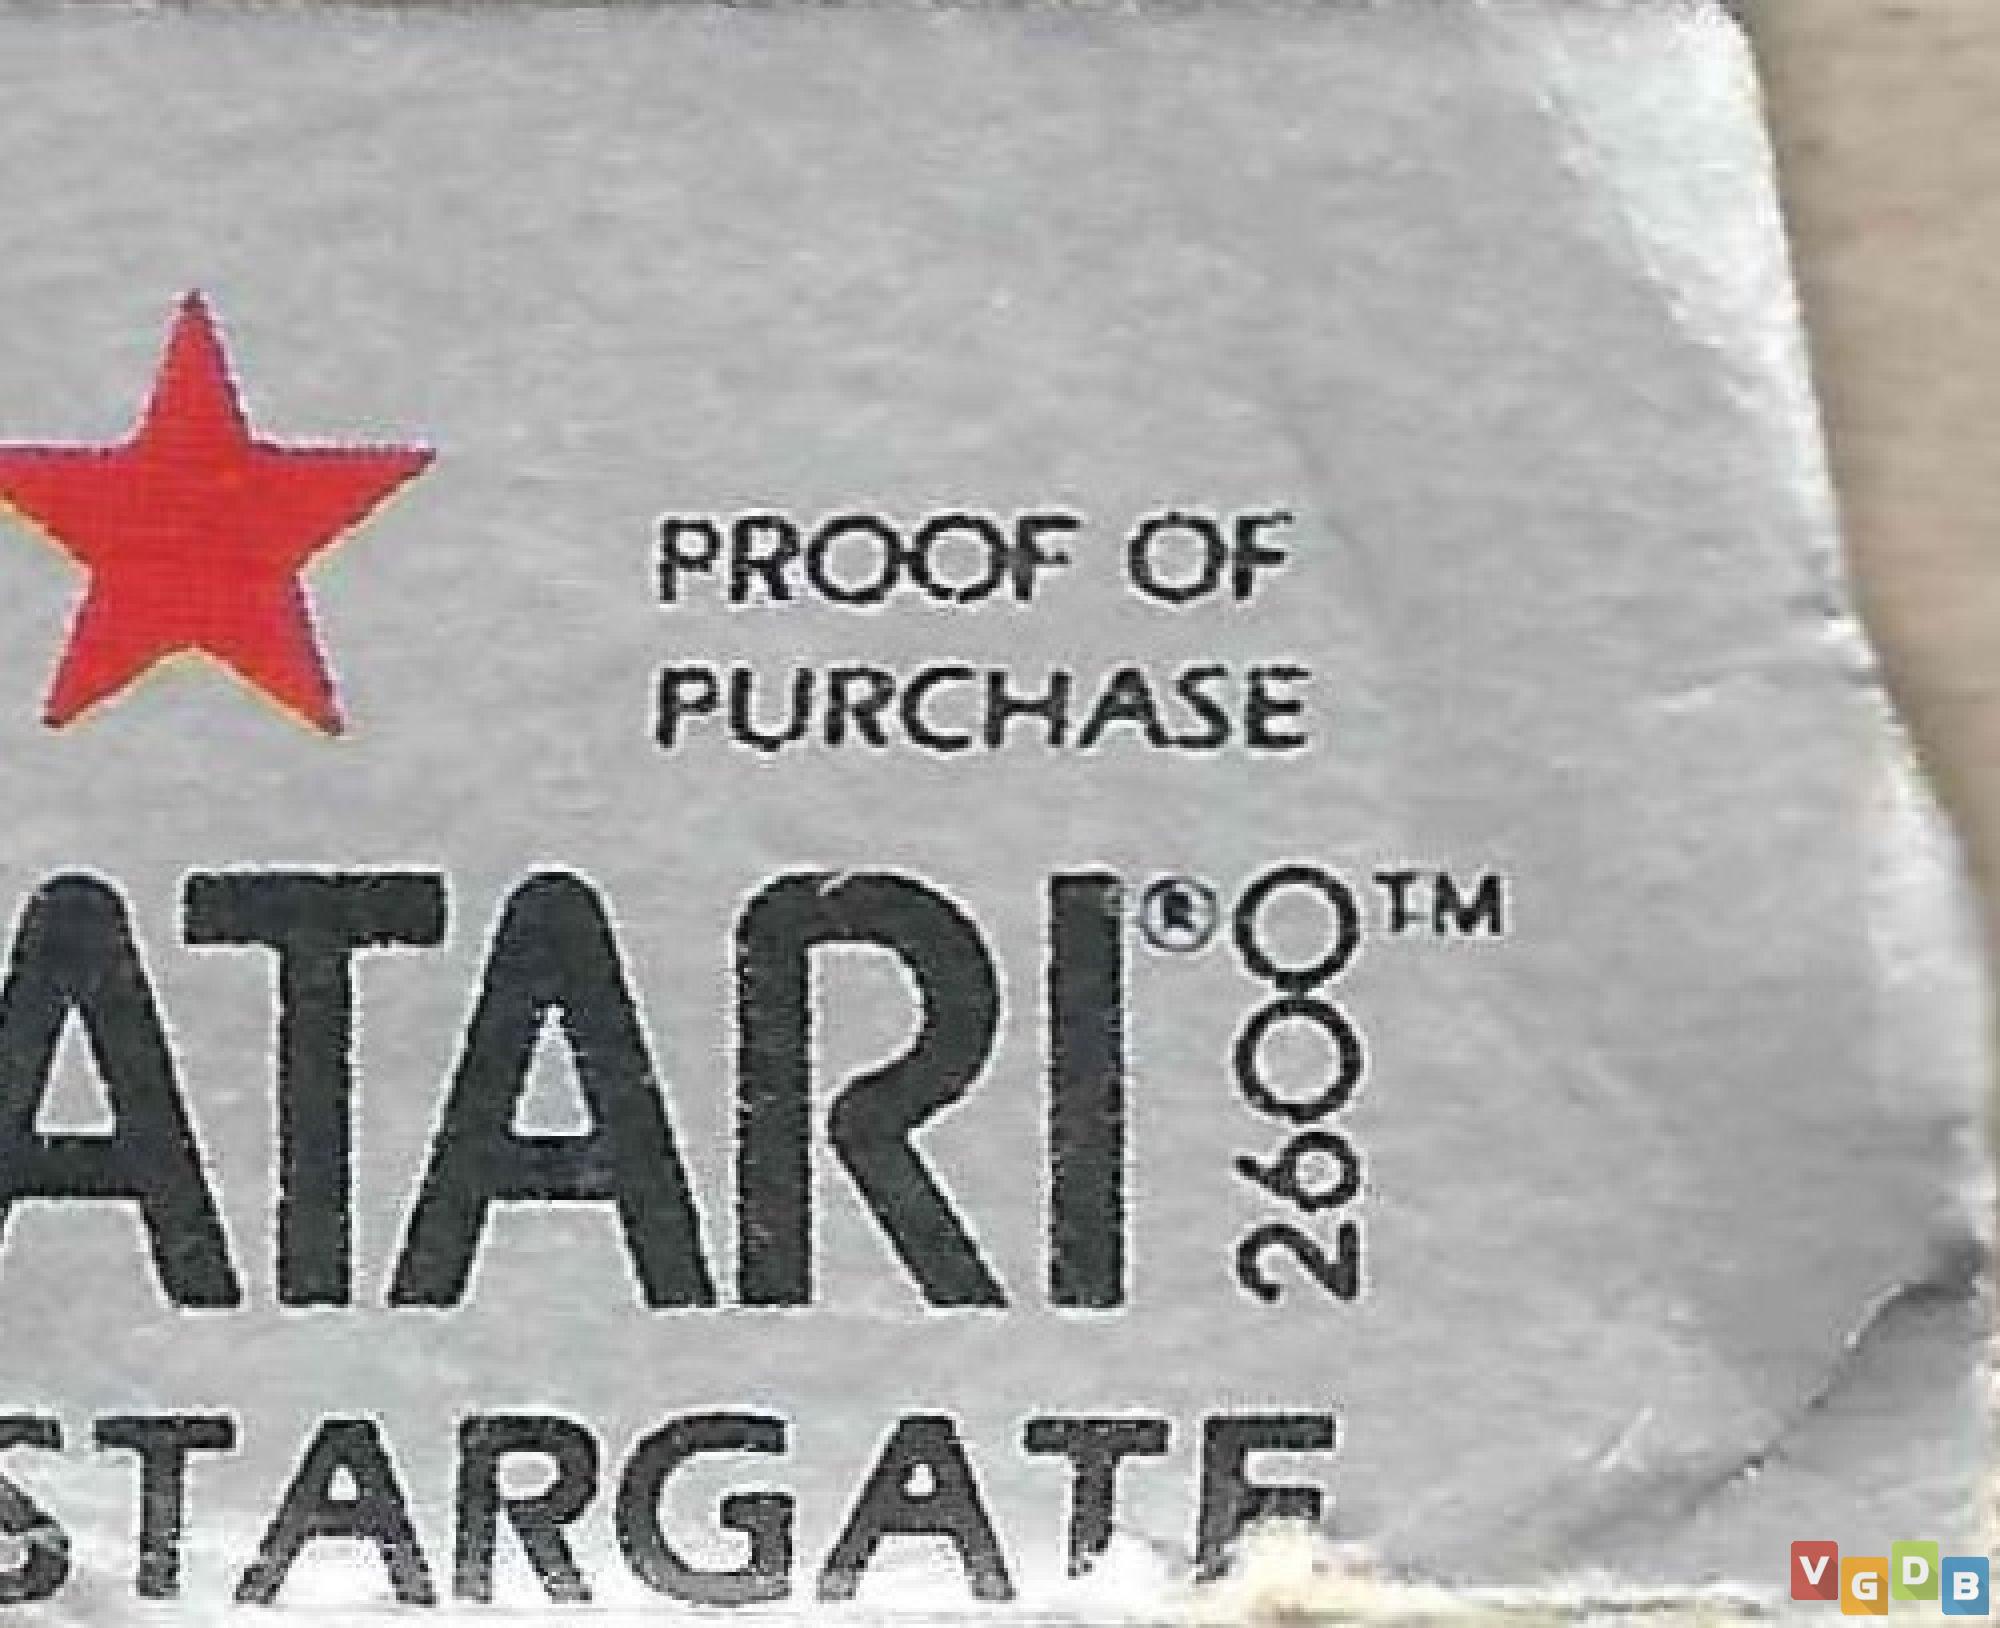 PROOF OF
PURCHASE
ATARI® 2600™
STARGATE
VGDB